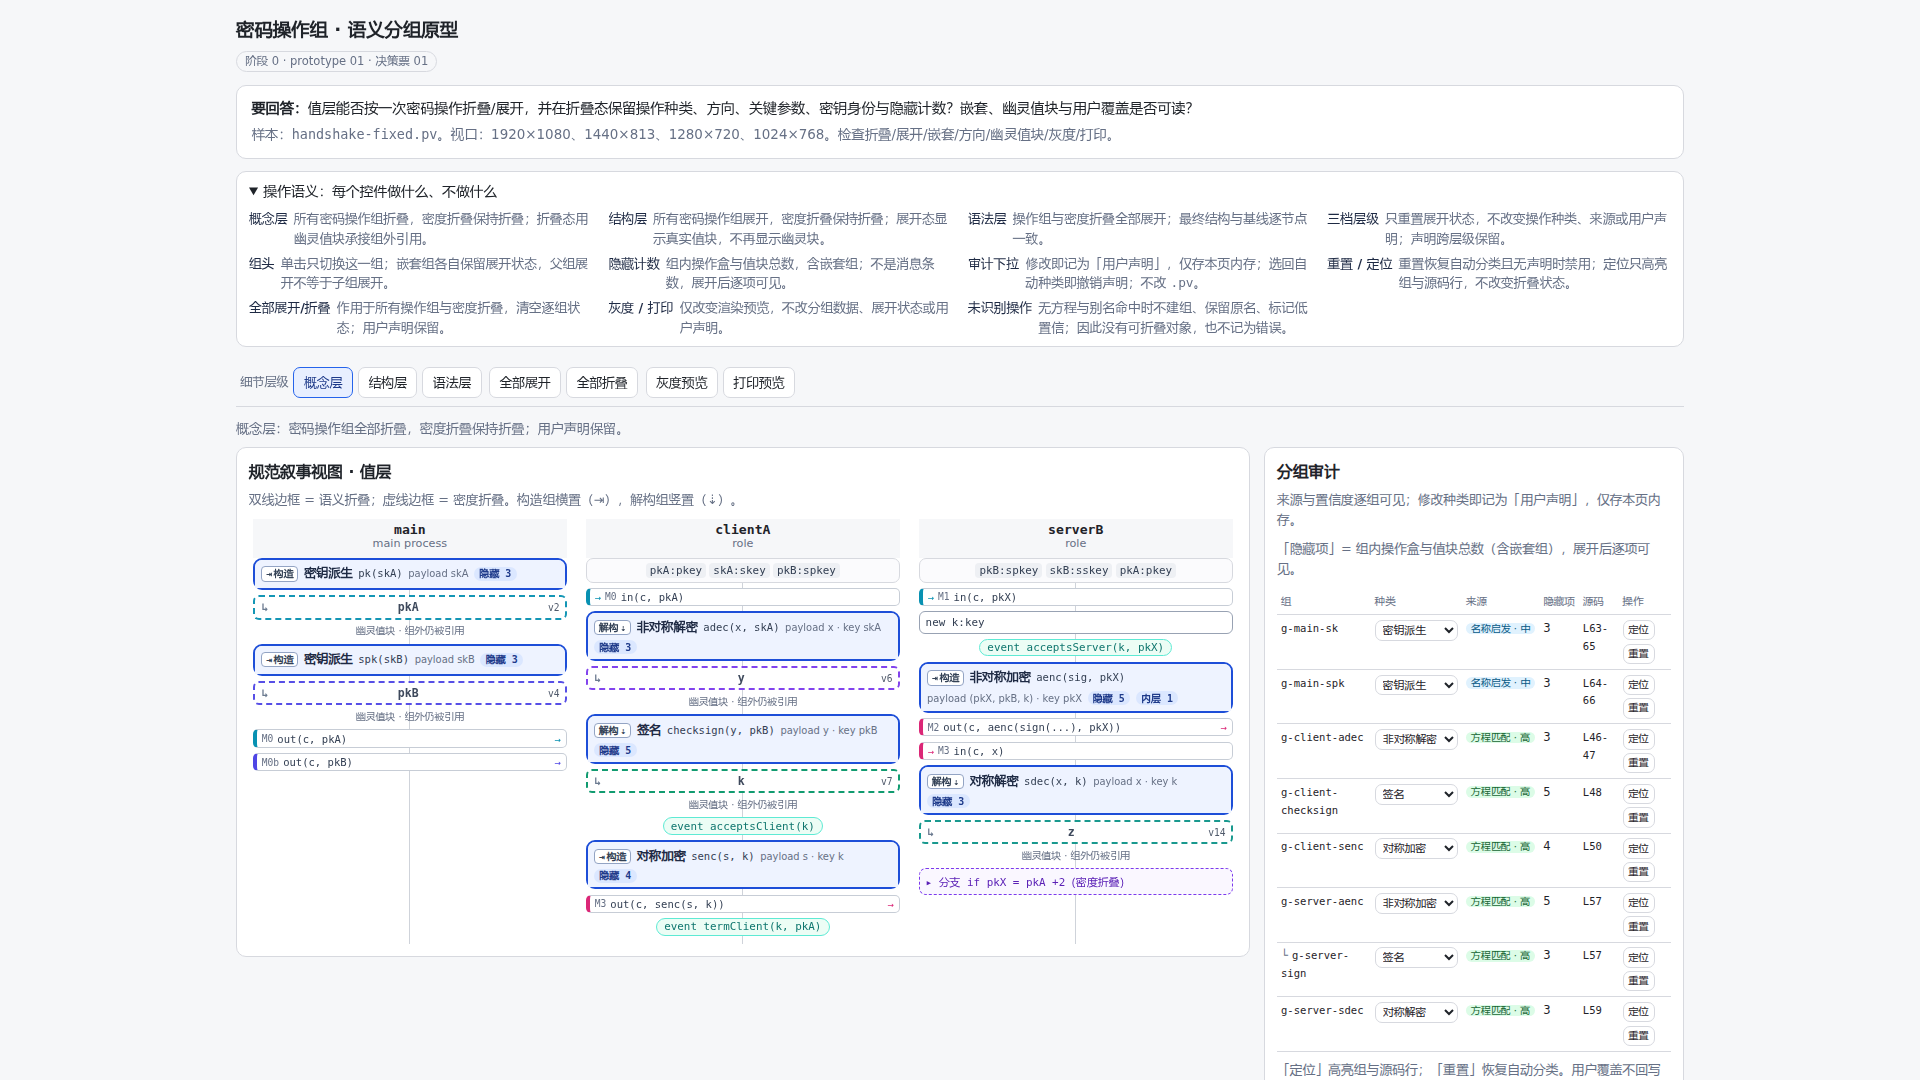 密码操作组 · 语义分组原型
阶段 0 · prototype 01 · 决策票 01
要回答：值层能否按一次密码操作折叠/展开，并在折叠态保留操作种类、方向、关键参数、密钥身份与隐藏计数？嵌套、幽灵值块与用户覆盖是否可读？
样本：handshake-fixed.pv。视口：1920×1080、1440×813、1280×720、1024×768。检查折叠/展开/嵌套/方向/幽灵值块/灰度/打印。
▼ 操作语义：每个控件做什么、不做什么
概念层 所有密码操作组折叠，密度折叠保持折叠；折叠态用
幽灵值块承接组外引用。
结构层 所有密码操作组展开，密度折叠保持折叠；展开态显
示真实值块，不再显示幽灵块。
语法层 操作组与密度折叠全部展开；最终结构与基线逐节点
一致。
三档层级 只重置展开状态，不改变操作种类、来源或用户声
明；声明跨层级保留。
组头 单击只切换这一组；嵌套组各自保留展开状态，父组展
开不等于子组展开。
隐藏计数 组内操作盒与值块总数，含嵌套组；不是消息条
数，展开后逐项可见。
审计下拉 修改即记为「用户声明」，仅存本页内存；选回自
动种类即撤销声明；不改 .pv。
重置 / 定位 重置恢复自动分类且无声明时禁用；定位只高亮
组与源码行，不改变折叠状态。
全部展开/折叠 作用于所有操作组与密度折叠，清空逐组状
态；用户声明保留。
灰度 / 打印 仅改变渲染预览，不改分组数据、展开状态或用
户声明。
未识别操作 无方程与别名命中时不建组、保留原名、标记低
置信；因此没有可折叠对象，也不记为错误。
细节层级 概念层 结构层 语法层 全部展开 全部折叠 灰度预览 打印预览
概念层：密码操作组全部折叠，密度折叠保持折叠；用户声明保留。
规范叙事视图 · 值层
双线边框 = 语义折叠；虚线边框 = 密度折叠。构造组横置（⇥），解构组竖置（⇣）。
main
main process
⇥构造 密钥派生 pk(skA) payload skA 隐藏 3
↳ pkA v2
幽灵值块 · 组外仍被引用
⇥构造 密钥派生 spk(skB) payload skB 隐藏 3
↳ pkB v4
幽灵值块 · 组外仍被引用
M0 out(c, pkA) →
M0b out(c, pkB) →
clientA
role
pkA:pkey skA:skey pkB:spkey
→ M0 in(c, pkA)
解构⇣ 非对称解密 adec(x, skA) payload x · key skA
隐藏 3
↳ y v6
幽灵值块 · 组外仍被引用
解构⇣ 签名 checksign(y, pkB) payload y · key pkB
隐藏 5
↳ k v7
幽灵值块 · 组外仍被引用
event acceptsClient(k)
⇥构造 对称加密 senc(s, k) payload s · key k
隐藏 4
M3 out(c, senc(s, k)) →
event termClient(k, pkA)
serverB
role
pkB:spkey skB:sskey pkA:pkey
→ M1 in(c, pkX)
new k:key
event acceptsServer(k, pkX)
⇥构造 非对称加密 aenc(sig, pkX)
payload (pkX, pkB, k) · key pkX 隐藏 5 内层 1
M2 out(c, aenc(sign(...), pkX)) →
→ M3 in(c, x)
解构⇣ 对称解密 sdec(x, k) payload x · key k
隐藏 3
↳ z v14
幽灵值块 · 组外仍被引用
▸ 分支 if pkX = pkA +2 (密度折叠)
分组审计
来源与置信度逐组可见；修改种类即记为「用户声明」，仅存本页内
存。
「隐藏项」= 组内操作盒与值块总数（含嵌套组），展开后逐项可
见。
组 种类 来源 隐藏项 源码 操作
g-main-sk 密钥派生 名称启发 · 中 3 L63-
65 定位
重置
g-main-spk 密钥派生 名称启发 · 中 3 L64-
66 定位
重置
g-client-adec 非对称解密 方程匹配 · 高 3 L46-
47 定位
重置
g-client-
checksign 签名 方程匹配 · 高 5 L48 定位
重置
g-client-senc 对称加密 方程匹配 · 高 4 L50 定位
重置
g-server-aenc 非对称加密 方程匹配 · 高 5 L57 定位
重置
└ g-server-
sign 签名 方程匹配 · 高 3 L57 定位
重置
g-server-sdec 对称解密 方程匹配 · 高 3 L59 定位
重置
「定位」高亮组与源码行；「重置」恢复自动分类。用户覆盖不回写